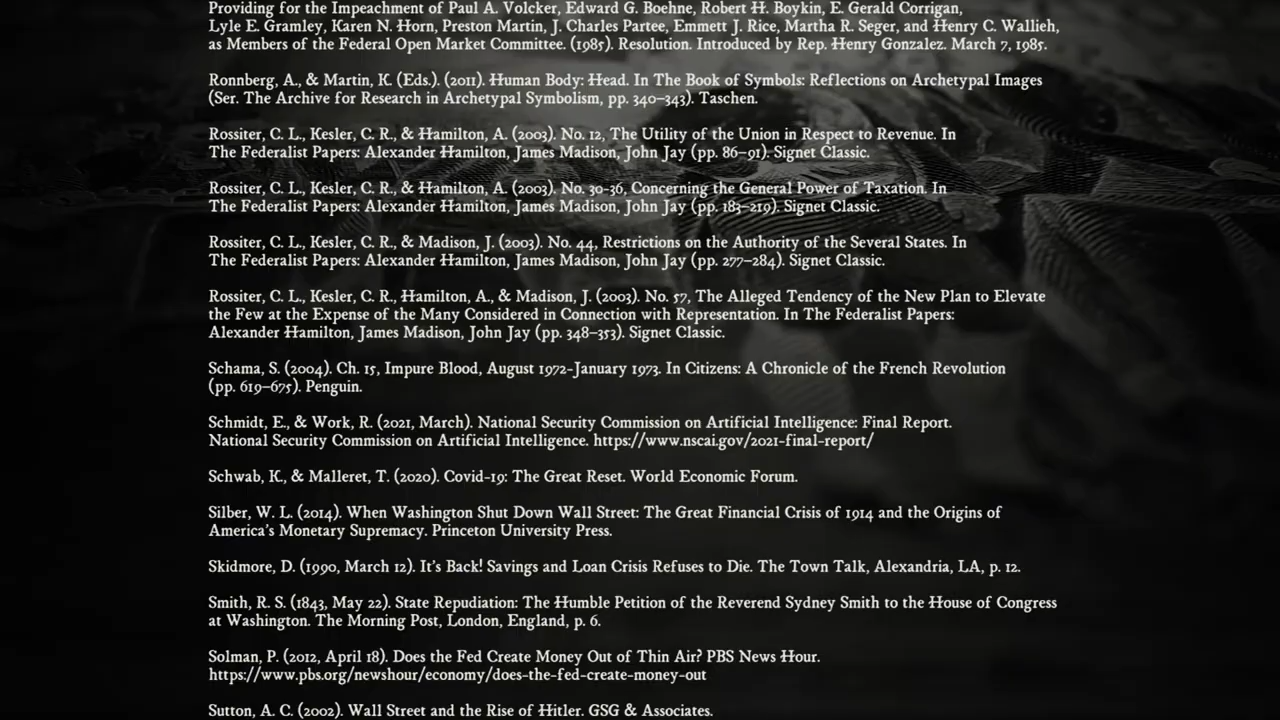 Providing for the Impeachment of Paul A. Volcker, Edward G. Boehne, Robert H. Boykin, E. Gerald Corrigan,
Lyle E. Gramley, Karen N. Horn, Preston Martin, J. Charles Partee, Emmett J. Rice, Martha R. Seger, and Henry C. Wallieh,
as Members of the Federal Open Market Committee. (1985). Resolution. Introduced by Rep. Henry Gonzalez. March 7, 1985.
Ronnberg, A., & Martin, K. (Eds.). (2011). Human Body: Head. In The Book of Symbols: Reflections on Archetypal Images
(Ser. The Archive for Research in Archetypal Symbolism, pp. 340–343). Taschen.
Rossiter, C. L., Kesler, C. R., & Hamilton, A. (2003). No. 12, The Utility of the Union in Respect to Revenue. In
The Federalist Papers: Alexander Hamilton, James Madison, John Jay (pp. 86–91). Signet Classic.
Rossiter, C. L., Kesler, C. R., & Hamilton, A. (2003). No. 30-36, Concerning the General Power of Taxation. In
The Federalist Papers: Alexander Hamilton, James Madison, John Jay (pp. 183–219). Signet Classic.
Rossiter, C. L., Kesler, C. R., & Madison, J. (2003). No. 44, Restrictions on the Authority of the Several States. In
The Federalist Papers: Alexander Hamilton, James Madison, John Jay (pp. 277–284). Signet Classic.
Rossiter, C. L., Kesler, C. R., Hamilton, A., & Madison, J. (2003). No. 57, The Alleged Tendency of the New Plan to Elevate
the Few at the Expense of the Many Considered in Connection with Representation. In The Federalist Papers:
Alexander Hamilton, James Madison, John Jay (pp. 348–353). Signet Classic.
Schama, S. (2004). Ch. 15, Impure Blood, August 1972-January 1973. In Citizens: A Chronicle of the French Revolution
(pp. 619–675). Penguin.
Schmidt, E., & Work, R. (2021, March). National Security Commission on Artificial Intelligence: Final Report.
National Security Commission on Artificial Intelligence. https://www.nscai.gov/2021-final-report/
Schwab, K., & Malleret, T. (2020). Covid-19: The Great Reset. World Economic Forum.
Silber, W. L. (2014). When Washington Shut Down Wall Street: The Great Financial Crisis of 1914 and the Origins of
America's Monetary Supremacy. Princeton University Press.
Skidmore, D. (1990, March 12). It's Back! Savings and Loan Crisis Refuses to Die. The Town Talk, Alexandria, LA, p. 12.
Smith, R. S. (1843, May 22). State Repudiation: The Humble Petition of the Reverend Sydney Smith to the House of Congress
at Washington. The Morning Post, London, England, p. 6.
Solman, P. (2012, April 18). Does the Fed Create Money Out of Thin Air? PBS News Hour.
https://www.pbs.org/newshour/economy/does-the-fed-create-money-out
Sutton, A. C. (2002). Wall Street and the Rise of Hitler. GSG & Associates.